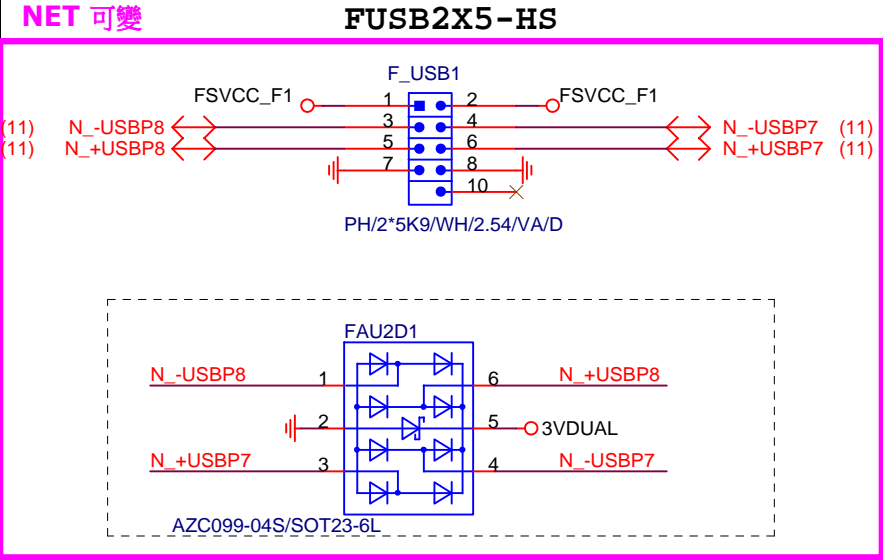 NET 可變
FUSB2X5-HS
F_USB1
FSVCC_F1 1 2 FSVCC_F1
(11) N_-USBP8 3 4 N_-USBP7 (11)
(11) N_+USBP8 5 6 N_+USBP7 (11)
7 8
10
PH/2*5K9/WH/2.54/VA/D
FAU2D1
N_-USBP8 1 6 N_+USBP8
2 5 3VDUAL
N_+USBP7 3 4 N_-USBP7
AZC099-04S/SOT23-6L